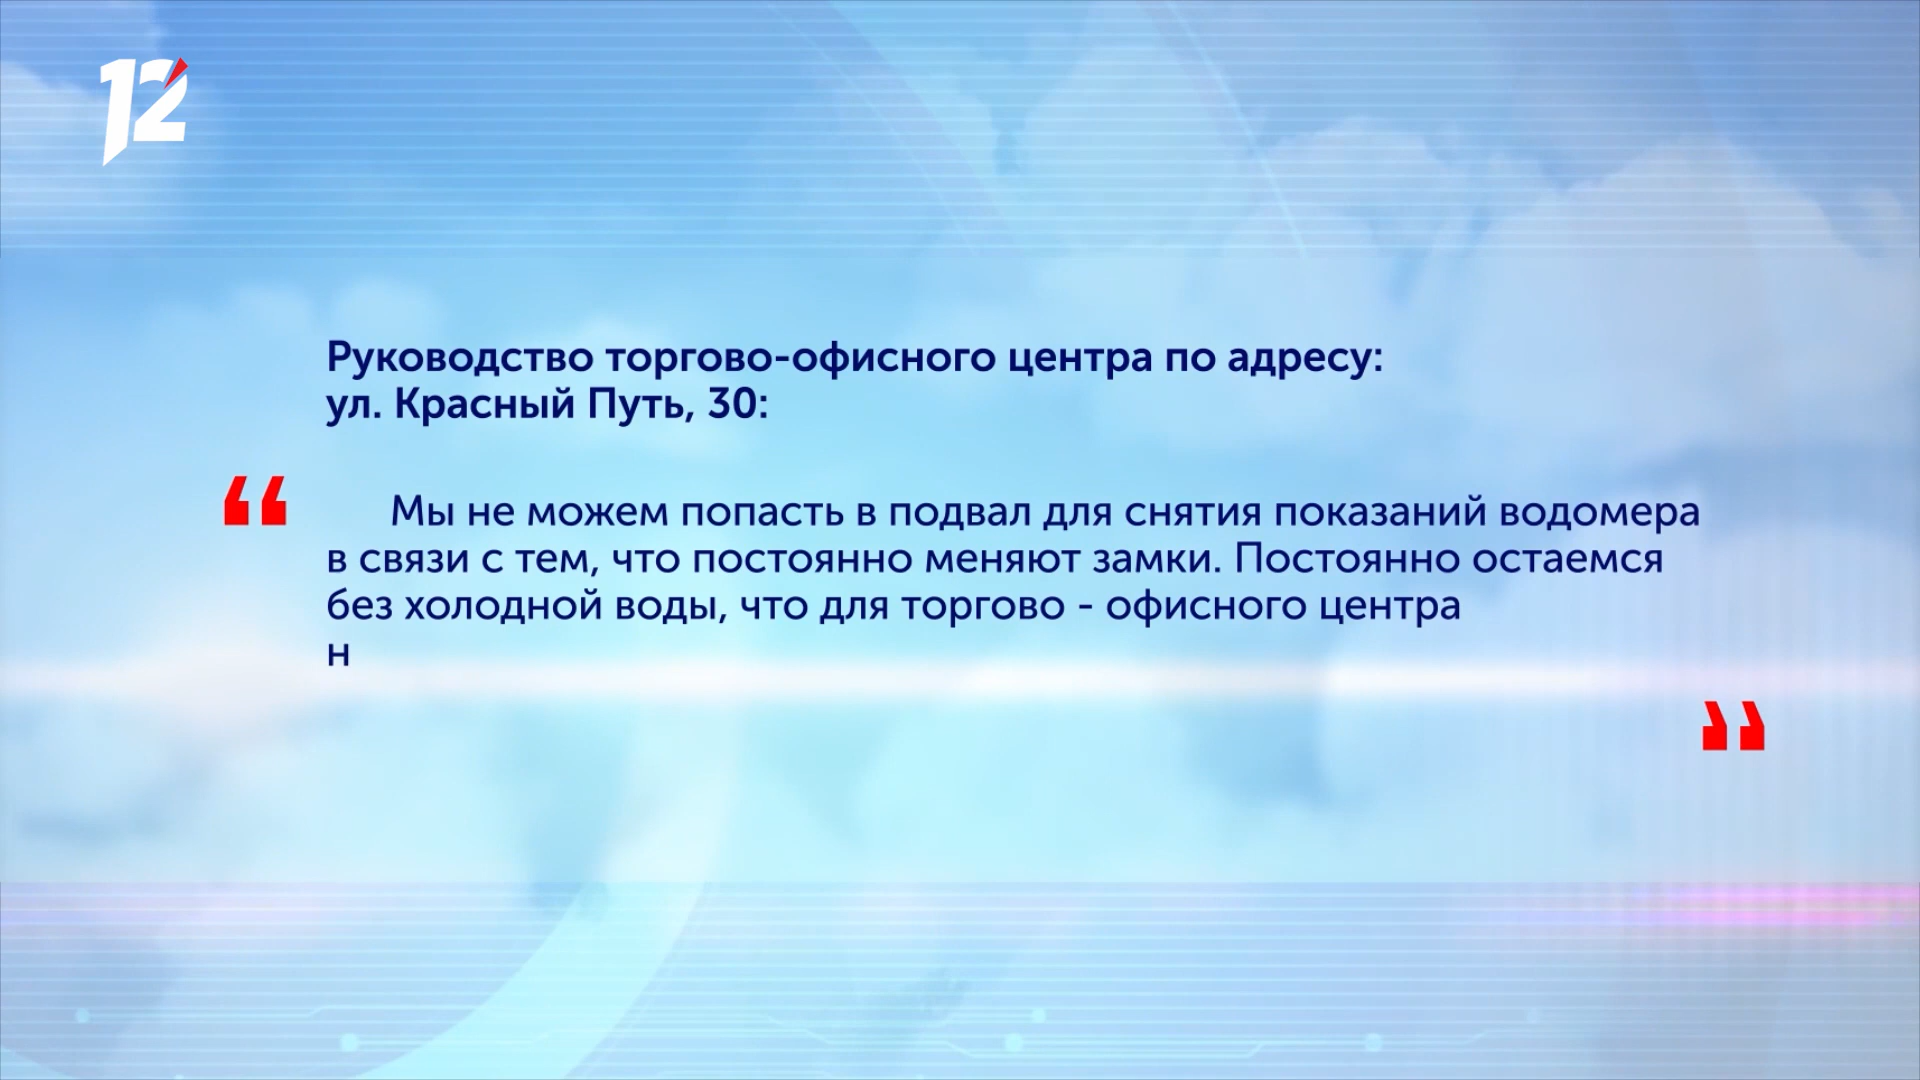 12
Руководство торгово-офисного центра по адресу:
ул. Красный Путь, 30:
“ Мы не можем попасть в подвал для снятия показаний водомера
в связи с тем, что постоянно меняют замки. Постоянно остаемся
без холодной воды, что для торгово - офисного центра
н
”